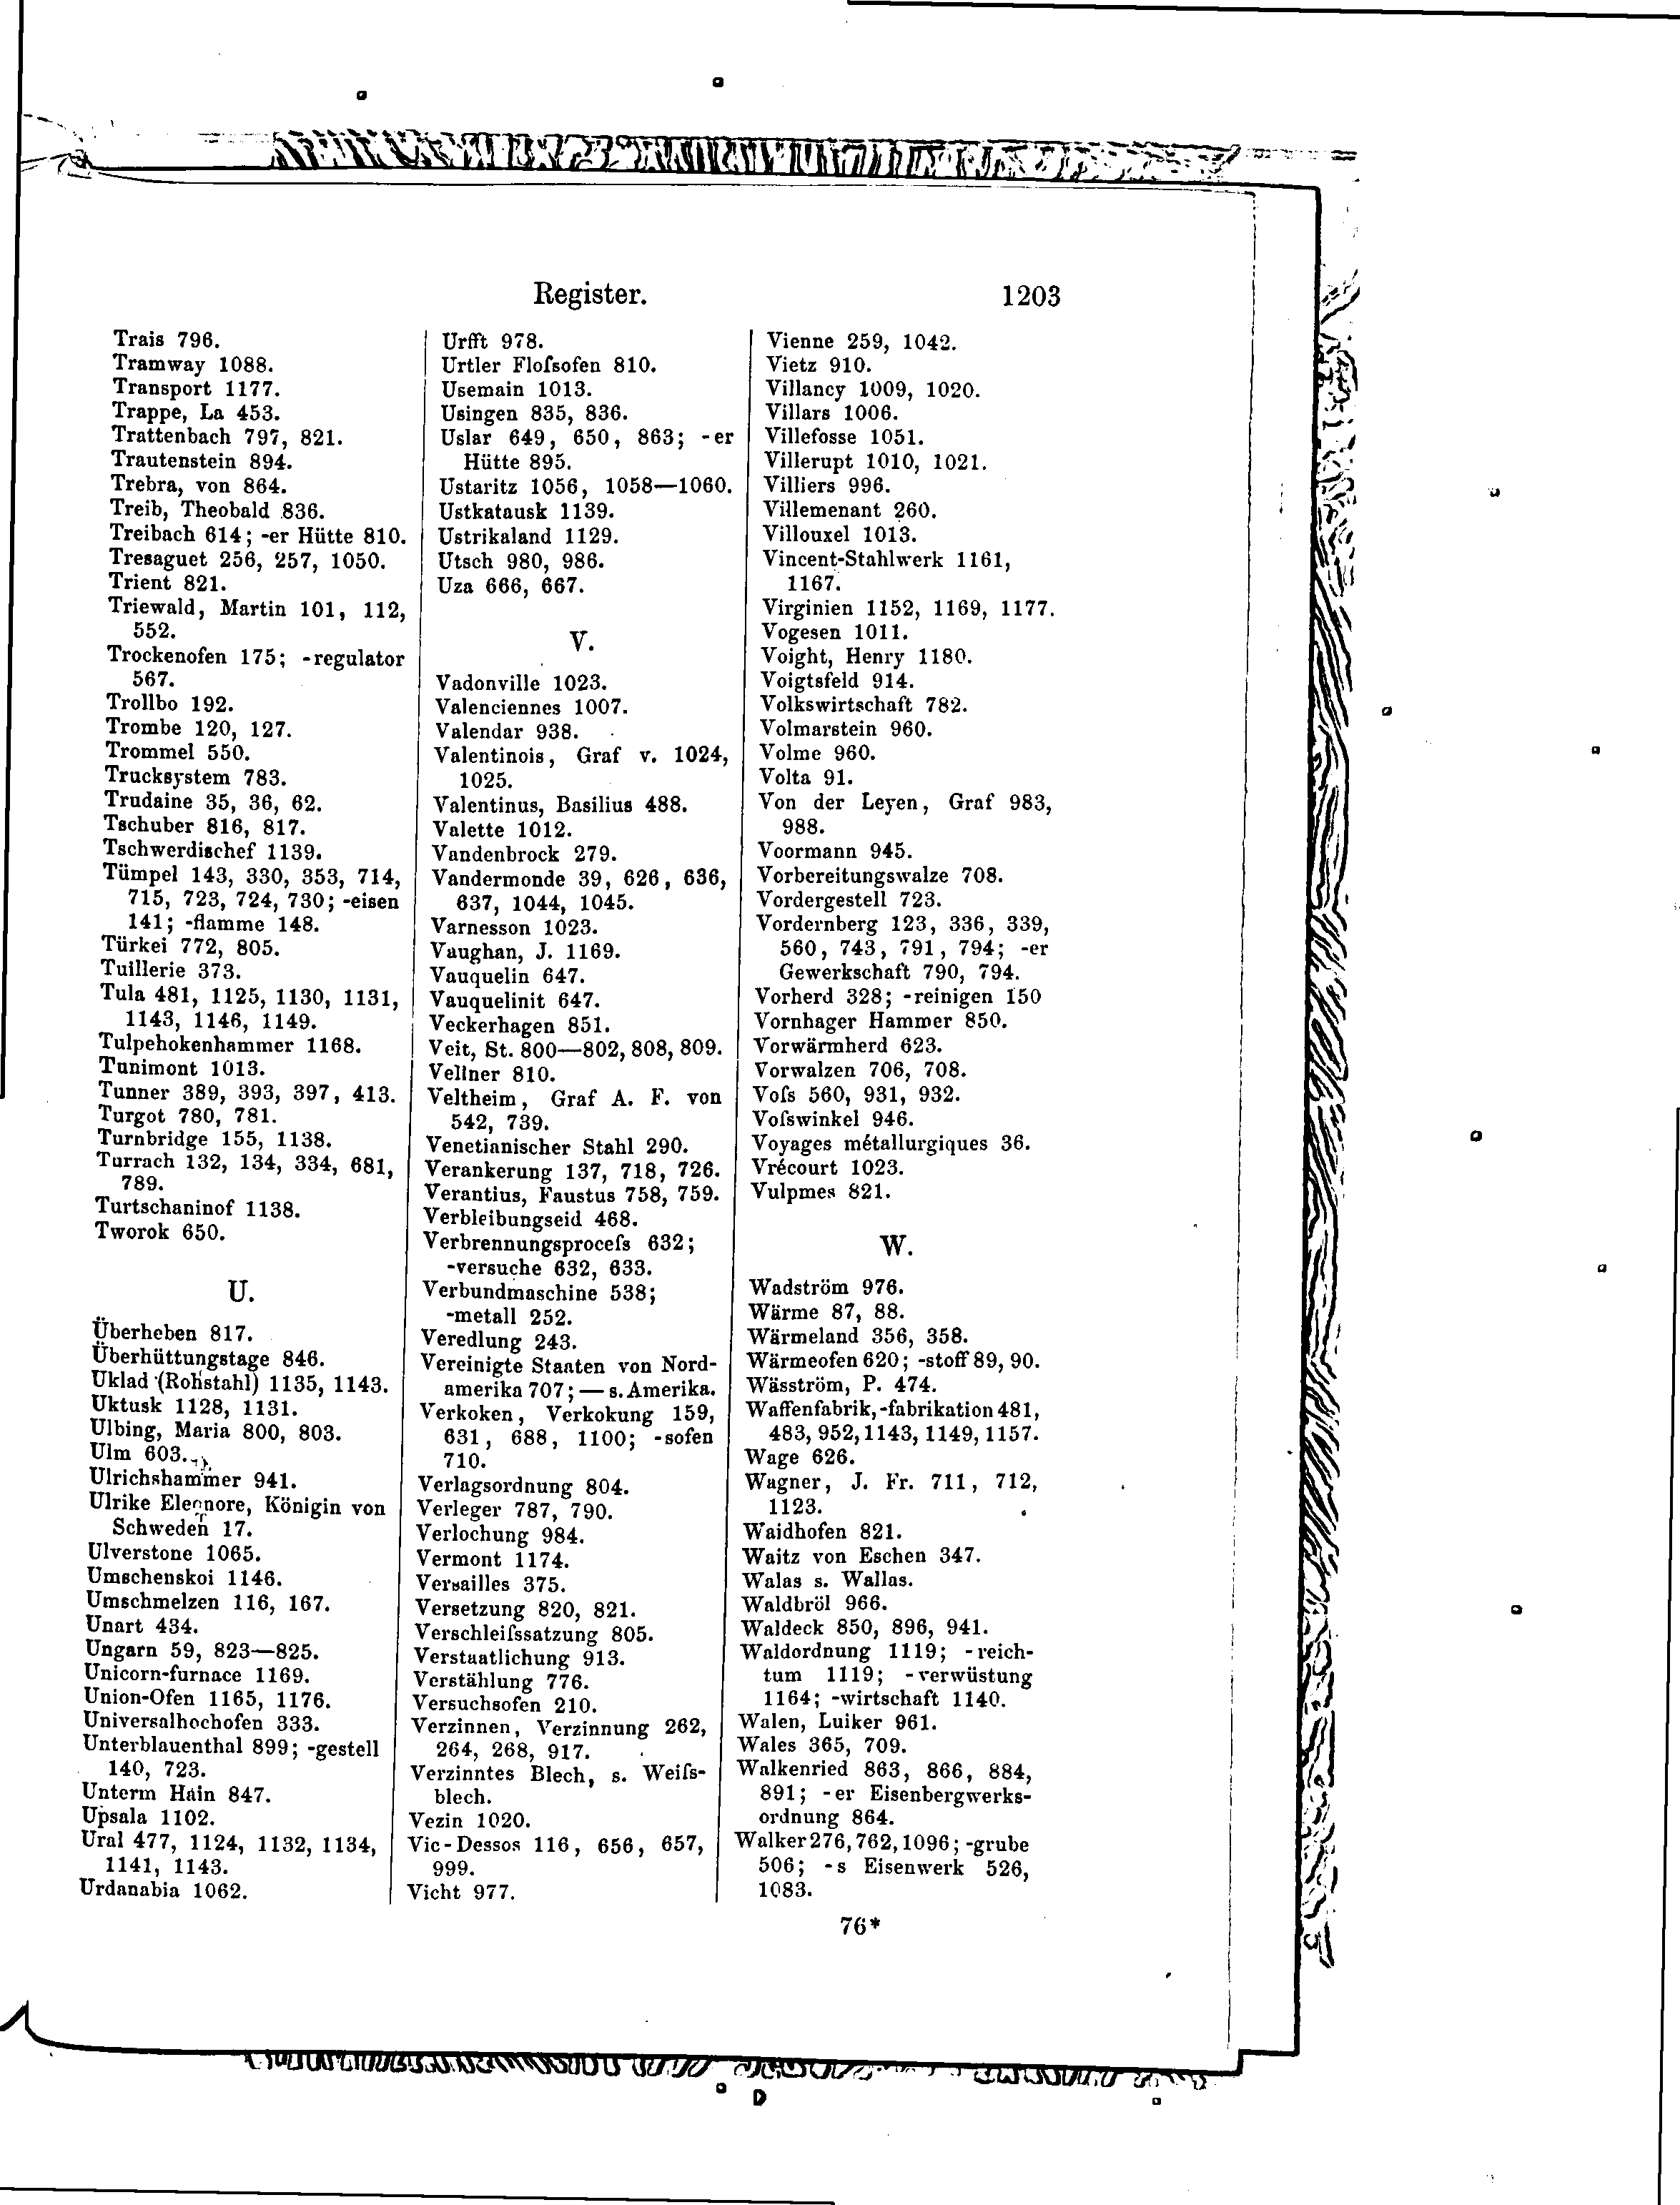 Register.
1203
Trais 796.
Tramway 1088.
Transport 1177.
Trappe, La 453.
Trattenbach 797, 821.
Trautenstein 894.
Trebra, von 864.
Treib, Theobald 836.
Treibach 614; -er Hütte 810.
Tresaguet 256, 257, 1050.
Trient 821.
Triewald, Martin 101, 112,
552.
Trockenofen 175; -regulator
567.
Trollbo 192.
Trombe 120, 127.
Trommel 550.
Trucksystem 783.
Trudaine 35, 36, 62.
Tschuber 816, 817.
Tschwerdischef 1139.
Tümpel 143, 330, 353, 714,
715, 723, 724, 730; -eisen
141; -flamme 148.
Türkei 772, 805.
Tuillerie 373.
Tula 481, 1125, 1130, 1131,
1143, 1146, 1149.
Tulpehokenhammer 1168.
Tunimont 1013.
Tunner 389, 393, 397, 413.
Turgot 780, 781.
Turnbridge 155, 1138.
Turrach 132, 134, 334, 681,
789.
Turtschaninof 1138.
Tworok 650.
U.
Überheben 817.
Überhüttungstage 846.
Uklad (Rohstahl) 1135, 1143.
Uktusk 1128, 1131.
Ulbing, Maria 800, 803.
Ulm 603.
Ulrichshammer 941.
Ulrike Eleonore, Königin von
Schweden 17.
Ulverstone 1065.
Umschenskoi 1146.
Umschmelzen 116, 167.
Unart 434.
Ungarn 59, 823—825.
Unicorn-furnace 1169.
Union-Ofen 1165, 1176.
Universalhochofen 333.
Unterblauenthal 899; -gestell
140, 723.
Unterm Hain 847.
Upsala 1102.
Ural 477, 1124, 1132, 1134,
1141, 1143.
Urdanabia 1062.
Urfft 978.
Urtler Floſsofen 810.
Usemain 1013.
Usingen 835, 836.
Uslar 649, 650, 863; -er
Hütte 895.
Ustaritz 1056, 1058—1060.
Ustkatausk 1139.
Ustrikaland 1129.
Utsch 980, 986.
Uza 666, 667.
V.
Vadonville 1023.
Valenciennes 1007.
Valendar 938.
Valentinois, Graf v. 1024,
1025.
Valentinus, Basilius 488.
Valette 1012.
Vandenbrock 279.
Vandermonde 39, 626, 636,
637, 1044, 1045.
Varnesson 1023.
Vaughan, J. 1169.
Vauquelin 647.
Vauquelinit 647.
Veckerhagen 851.
Veit, St. 800—802, 808, 809.
Vellner 810.
Veltheim, Graf A. F. von
542, 739.
Venetianischer Stahl 290.
Verankerung 137, 718, 726.
Verantius, Faustus 758, 759.
Verbleibungseid 468.
Verbrennungsproceſs 632;
-versuche 632, 633.
Verbundmaschine 538;
-metall 252.
Veredlung 243.
Vereinigte Staaten von Nord-
amerika 707; — s. Amerika.
Verkoken, Verkokung 159,
631, 688, 1100; -sofen
710.
Verlagsordnung 804.
Verleger 787, 790.
Verlochung 984.
Vermont 1174.
Versailles 375.
Versetzung 820, 821.
Verschleiſssatzung 805.
Verstaatlichung 913.
Verstählung 776.
Versuchsofen 210.
Verzinnen, Verzinnung 262,
264, 268, 917.
Verzinntes Blech, s. Weiſs-
blech.
Vezin 1020.
Vic-Dessos 116, 656, 657,
999.
Vicht 977.
Vienne 259, 1042.
Vietz 910.
Villancy 1009, 1020.
Villars 1006.
Villefosse 1051.
Villerupt 1010, 1021.
Villiers 996.
Villemenant 260.
Villouxel 1013.
Vincent-Stahlwerk 1161,
1167.
Virginien 1152, 1169, 1177.
Vogesen 1011.
Voight, Henry 1180.
Voigtsfeld 914.
Volkswirtschaft 782.
Volmarstein 960.
Volme 960.
Volta 91.
Von der Leyen, Graf 983,
988.
Voormann 945.
Vorbereitungswalze 708.
Vordergestell 723.
Vordernberg 123, 336, 339,
560, 743, 791, 794; -er
Gewerkschaft 790, 794.
Vorherd 328; -reinigen 150
Vornhager Hammer 850.
Vorwärmherd 623.
Vorwalzen 706, 708.
Voſs 560, 931, 932.
Voſswinkel 946.
Voyages métallurgiques 36.
Vrécourt 1023.
Vulpmes 821.
W.
Wadström 976.
Wärme 87, 88.
Wärmeland 356, 358.
Wärmeofen 620; -stoff 89, 90.
Wäsström, P. 474.
Waffenfabrik, -fabrikation 481,
483, 952, 1143, 1149, 1157.
Wage 626.
Wagner, J. Fr. 711, 712,
1123.
Waidhofen 821.
Waitz von Eschen 347.
Walas s. Wallas.
Waldbröl 966.
Waldeck 850, 896, 941.
Waldordnung 1119; -reich-
tum 1119; -verwüstung
1164; -wirtschaft 1140.
Walen, Luiker 961.
Wales 365, 709.
Walkenried 863, 866, 884,
891; -er Eisenbergwerks-
ordnung 864.
Walker 276, 762, 1096; -grube
506; -s Eisenwerk 526,
1083.
76*